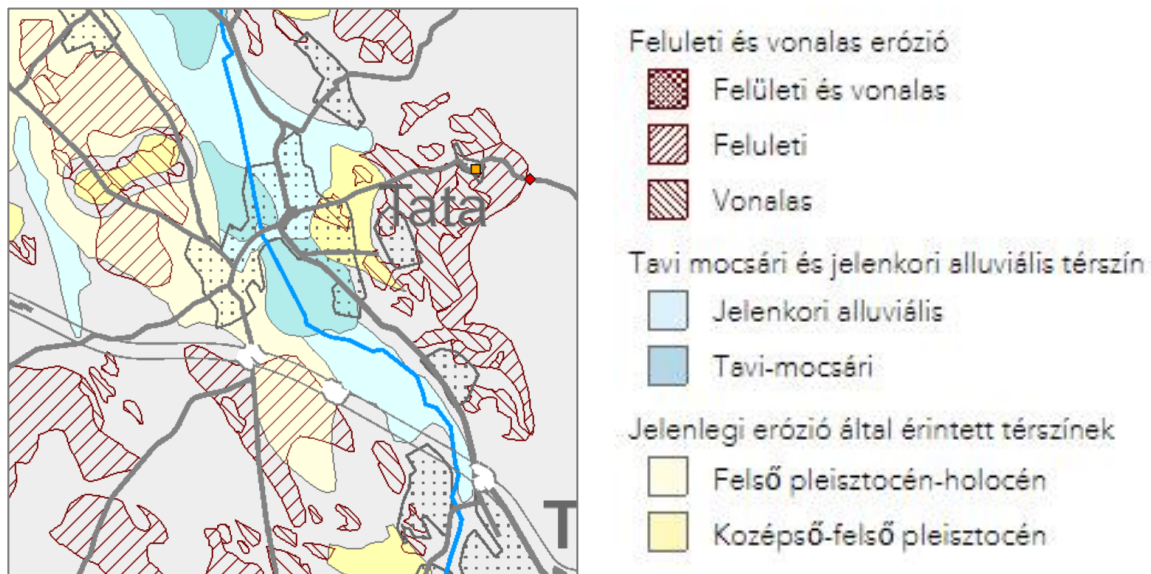 Tata
T
Feluleti és vonalas erózió
Felületi és vonalas
Feluleti
Vonalas
Tavi mocsári és jelenkori alluviális térszín
Jelenkori alluviális
Tavi-mocsári
Jelenlegi erózió által érintett térszínek
Felső pleisztocén-holocén
Kozépső-felső pleisztocén